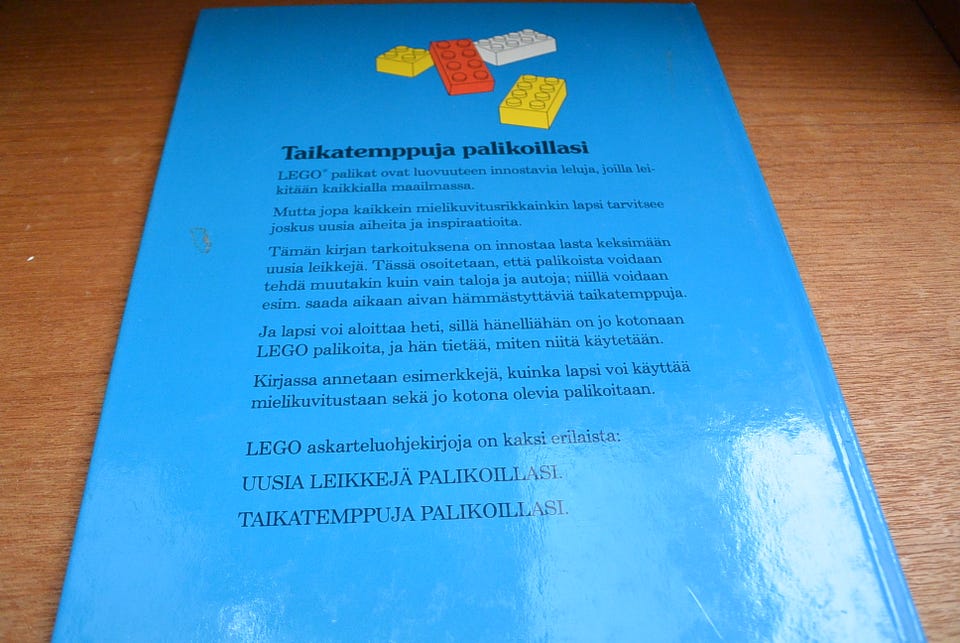 Taikatemppuja palikoillasi
LEGO® palikat ovat luovuuteen innostavia leluja, joilla lei-
kitään kaikkialla maailmassa.
Mutta jopa kaikkein mielikuvitusrikkainkin lapsi tarvitsee
joskus uusia aiheita ja inspiraatioita.
Tämän kirjan tarkoituksena on innostaa lasta keksimään
uusia leikkejä. Tässä osoitetaan, että palikoista voidaan
tehdä muutakin kuin vain taloja ja autoja; niillä voidaan
esim. saada aikaan aivan hämmästyttäviä taikatemppuja.
Ja lapsi voi aloittaa heti, sillä hänelliähän on jo kotonaan
LEGO palikoita, ja hän tietää, miten niitä käytetään.
Kirjassa annetaan esimerkkejä, kuinka lapsi voi käyttää
mielikuvitustaan sekä jo kotona olevia palikoitaan.
LEGO askarteluohjekirjoja on kaksi erilaista:
UUSIA LEIKKEJÄ PALIKOILLASI.
TAIKATEMPPUJA PALIKOILLASI.